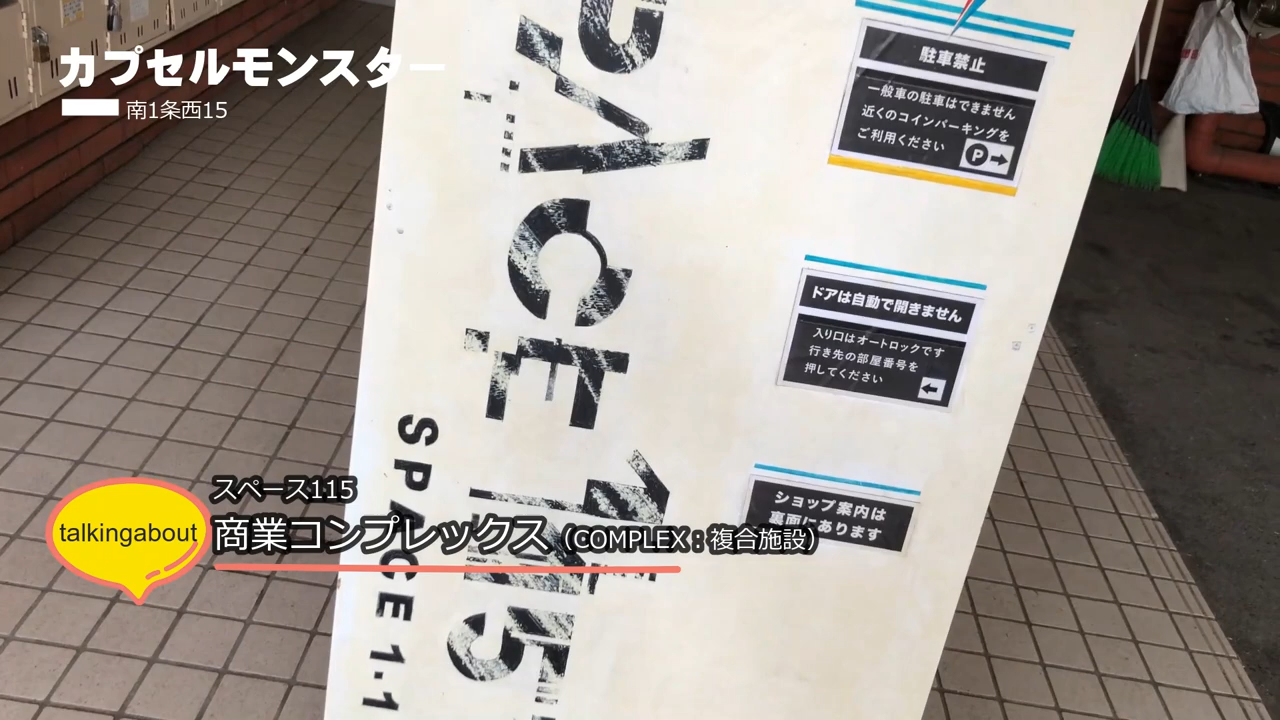 カプセルモンスター
南1条西15
PACE 1.15
SPACE 1.1
駐車禁止
一般車の駐車はできません
近くのコインパーキングを
ご利用ください
P
ドアは自動で開きません
入り口はオートロックです
行き先の部屋番号を
押してください
ショップ案内は
裏面にあります
スペース115
talkingabout
商業コンプレックス（COMPLEX：複合施設）